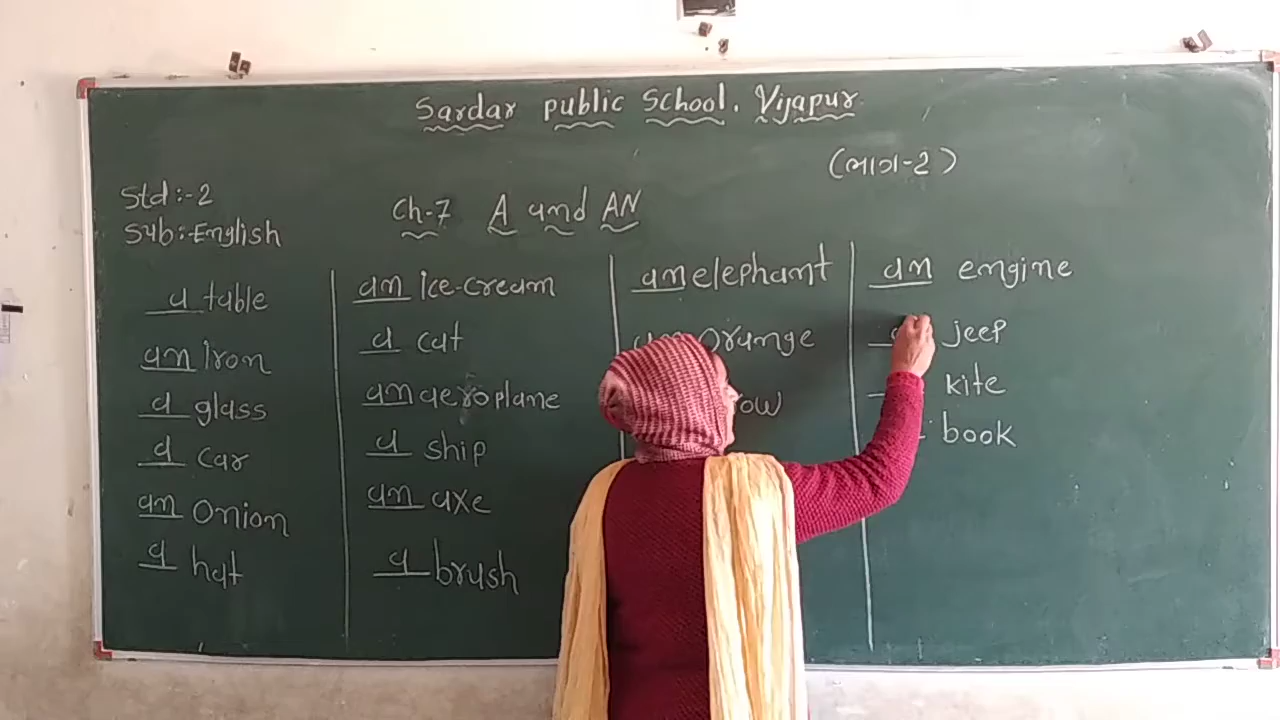 Sardar public School. Vijapur
(ભાગ-2)
Std:-2
Sub:-English
Ch-7 A and AN
a table
an Iron
a glass
a car
an Onion
a hat
an ice-cream
a cat
an aeroplane
a ship
an axe
a brush
an elephant
an Orange
an engine
jeep
kite
book